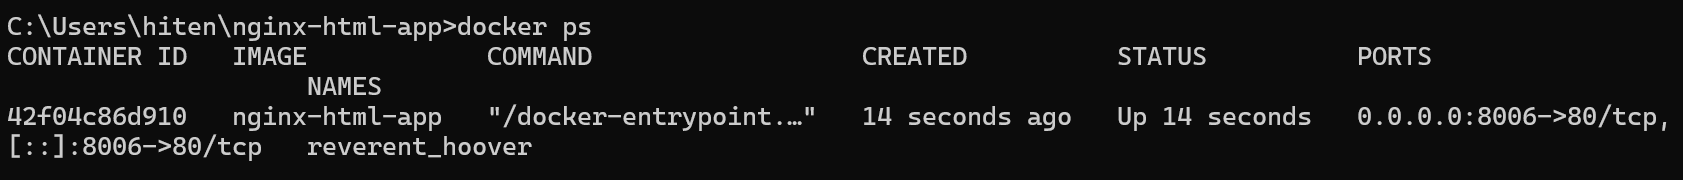 C:\Users\hiten\nginx-html-app>docker ps
CONTAINER ID   IMAGE            COMMAND                  CREATED          STATUS          PORTS
                    NAMES
42f04c86d910   nginx-html-app   "/docker-entrypoint.…"   14 seconds ago   Up 14 seconds   0.0.0.0:8006->80/tcp,
[::]:8006->80/tcp   reverent_hoover